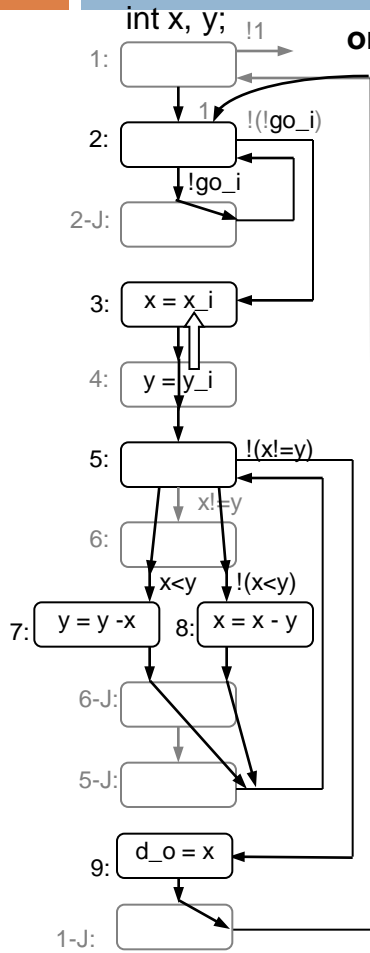 int x, y;
!1
or
1:
1
!(!go_i)
2:
!go_i
2-J:
3:
x = x_i
4:
y = y_i
5:
!(x!=y)
x!=y
6:
x<y
!(x<y)
7:
y = y -x
8:
x = x - y
6-J:
5-J:
d_o = x
9:
1-J: